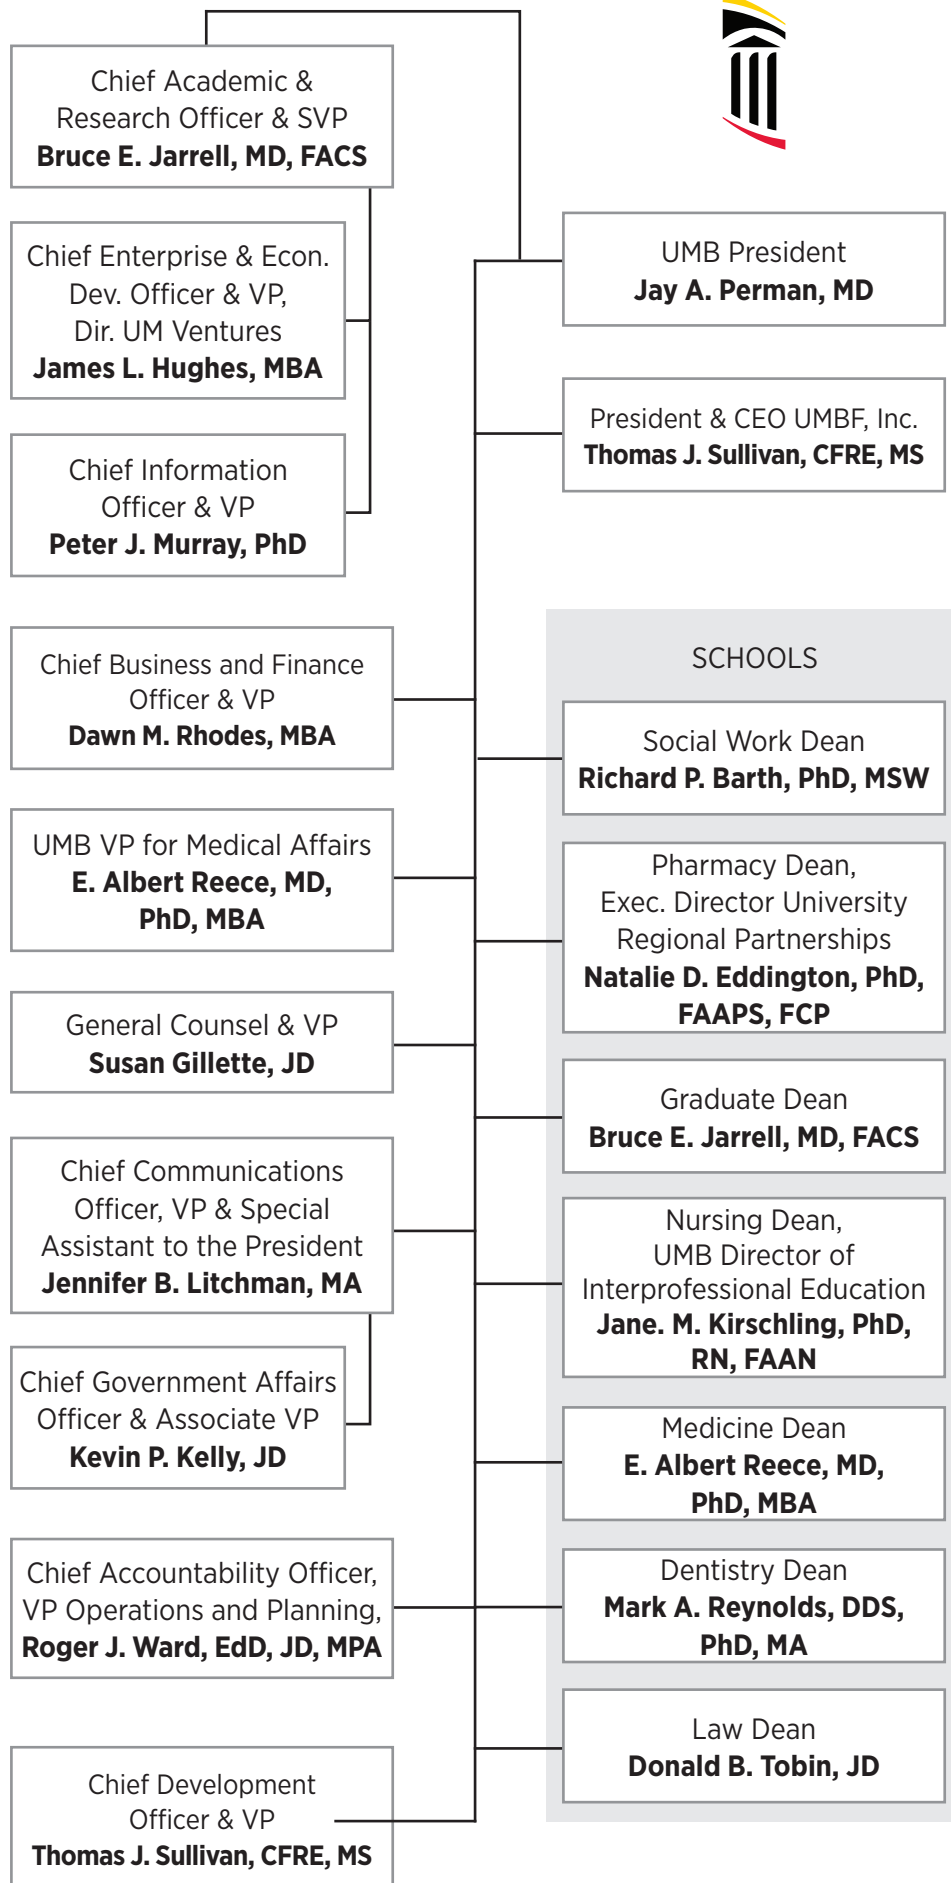 Chief Academic &
Research Officer & SVP
Bruce E. Jarrell, MD, FACS
Chief Enterprise & Econ.
Dev. Officer & VP,
Dir. UM Ventures
James L. Hughes, MBA
Chief Information
Officer & VP
Peter J. Murray, PhD
Chief Business and Finance
Officer & VP
Dawn M. Rhodes, MBA
UMB VP for Medical Affairs
E. Albert Reece, MD,
PhD, MBA
General Counsel & VP
Susan Gillette, JD
Chief Communications
Officer, VP & Special
Assistant to the President
Jennifer B. Litchman, MA
Chief Government Affairs
Officer & Associate VP
Kevin P. Kelly, JD
Chief Accountability Officer,
VP Operations and Planning,
Roger J. Ward, EdD, JD, MPA
Chief Development
Officer & VP
Thomas J. Sullivan, CFRE, MS
UMB President
Jay A. Perman, MD
President & CEO UMBF, Inc.
Thomas J. Sullivan, CFRE, MS
SCHOOLS
Social Work Dean
Richard P. Barth, PhD, MSW
Pharmacy Dean,
Exec. Director University
Regional Partnerships
Natalie D. Eddington, PhD,
FAAPS, FCP
Graduate Dean
Bruce E. Jarrell, MD, FACS
Nursing Dean,
UMB Director of
Interprofessional Education
Jane. M. Kirschling, PhD,
RN, FAAN
Medicine Dean
E. Albert Reece, MD,
PhD, MBA
Dentistry Dean
Mark A. Reynolds, DDS,
PhD, MA
Law Dean
Donald B. Tobin, JD